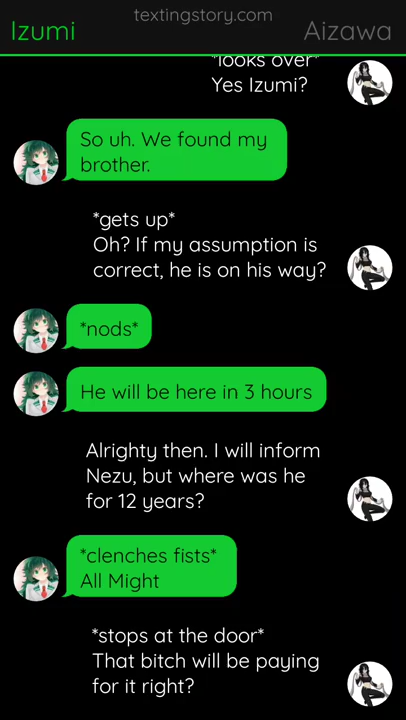 textingstory.com
Izumi
Aizawa
*looks over*
Yes Izumi?
So uh. We found my
brother.
*gets up*
Oh? If my assumption is
correct, he is on his way?
*nods*
He will be here in 3 hours
Alrighty then. I will inform
Nezu, but where was he
for 12 years?
*clenches fists*
All Might
*stops at the door*
That bitch will be paying
for it right?